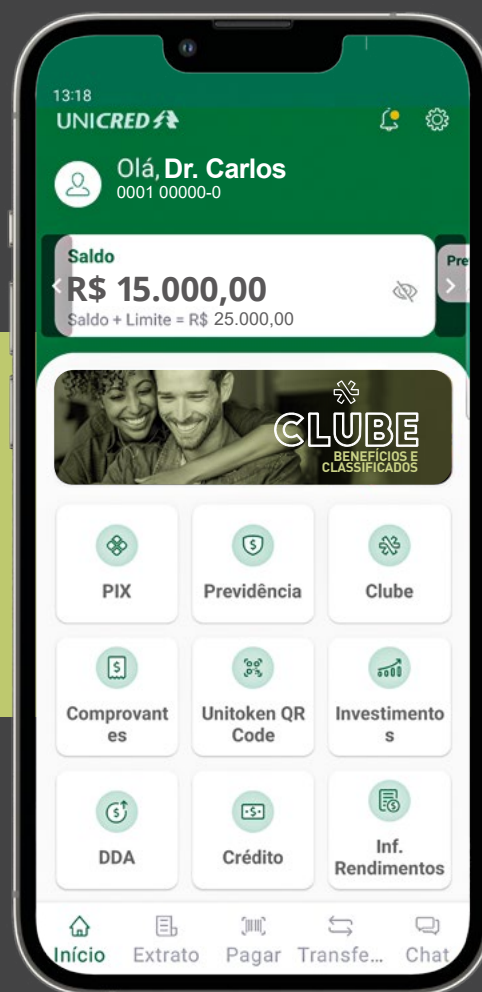 13:18
UNICRED
Olá, Dr. Carlos
0001 00000-0
Saldo
Pre
R$ 15.000,00
Saldo + Limite = R$ 25.000,00
CLUBE
BENEFÍCIOS E
CLASSIFICADOS
PIX
Previdência
Clube
Comprovant
es
Unitoken QR
Code
Investimento
s
DDA
Crédito
Inf.
Rendimentos
Início
Extrato
Pagar
Transfe...
Chat